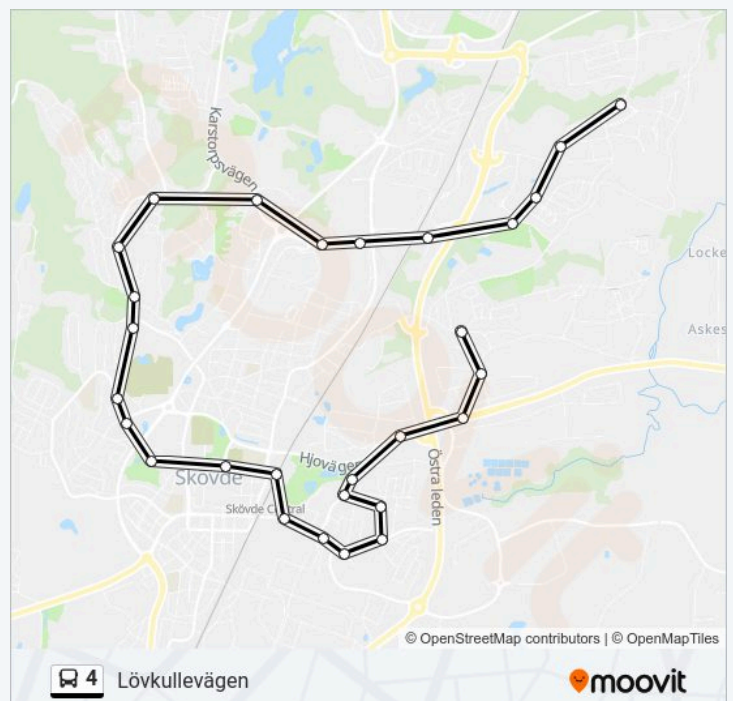 Karstorpsvägen
Locke
Askes
Hjovägen
Skövde
Östra leden
Skövde Central
© OpenStreetMap contributors | © OpenMapTiles
4 Lövkullevägen
moovit